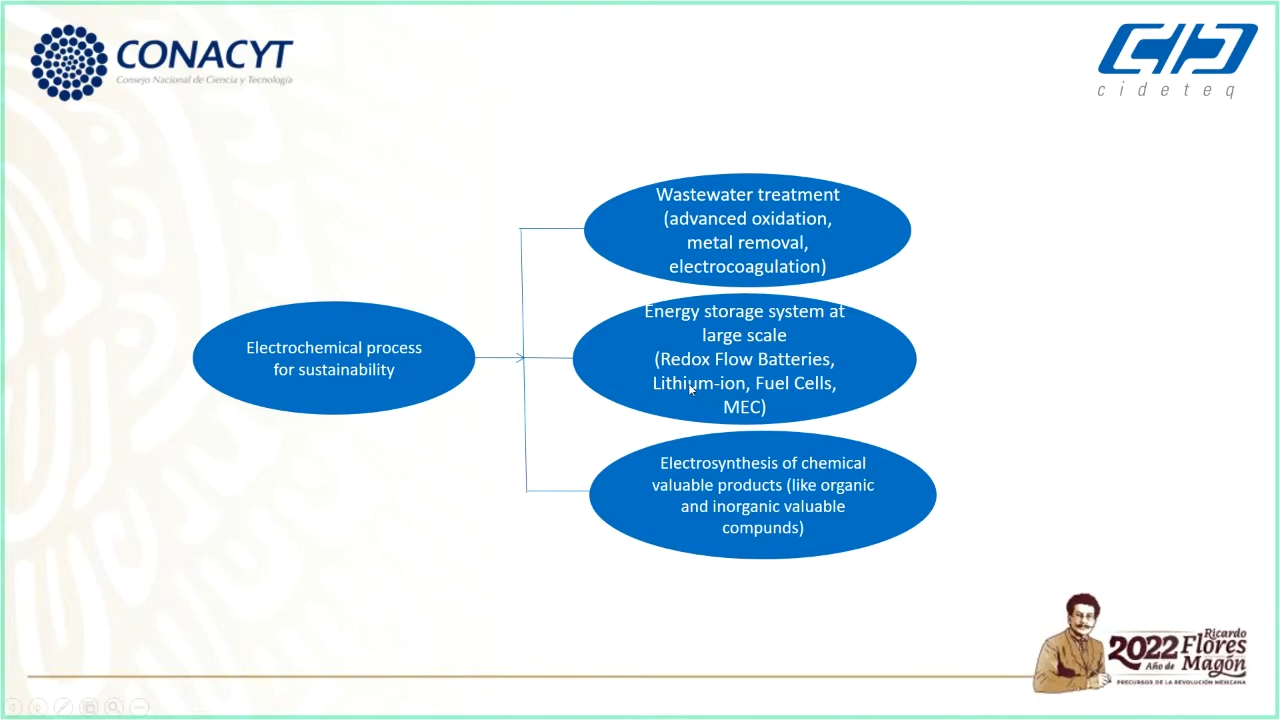 CONACYT
Consejo Nacional de Ciencia y Tecnología
cideteq
Wastewater treatment
(advanced oxidation,
metal removal,
electrocoagulation)
Energy storage system at
large scale
(Redox Flow Batteries,
Lithium-ion, Fuel Cells,
MEC)
Electrochemical process
for sustainability
Electrosynthesis of chemical
valuable products (like organic
and inorganic valuable
compunds)
2022
Año de
Ricardo
Flores
Magón
PRECURSOR DE LA REVOLUCIÓN MEXICANA